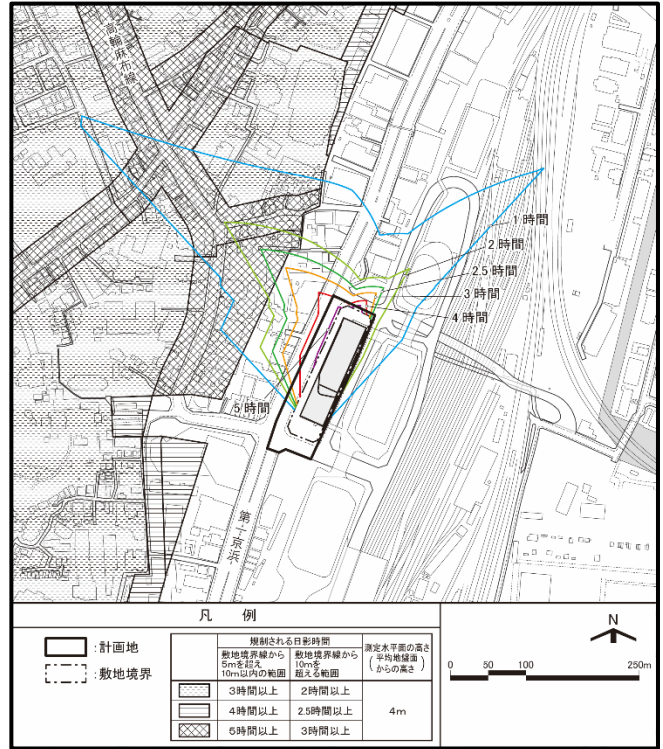 高輪麻布線
1時間
2時間
2.5時間
3時間
4時間
5時間
第一京浜
凡 例
:計画地
:敷地境界
規制される日影時間
敷地境界線から
5mを超え
10m以内の範囲
敷地境界線から
10mを
超える範囲
測定水平面の高さ
(平均地盤面
からの高さ)
3時間以上 2時間以上
4時間以上 2.5時間以上
5時間以上 3時間以上
4m
N
0 50 100 250m